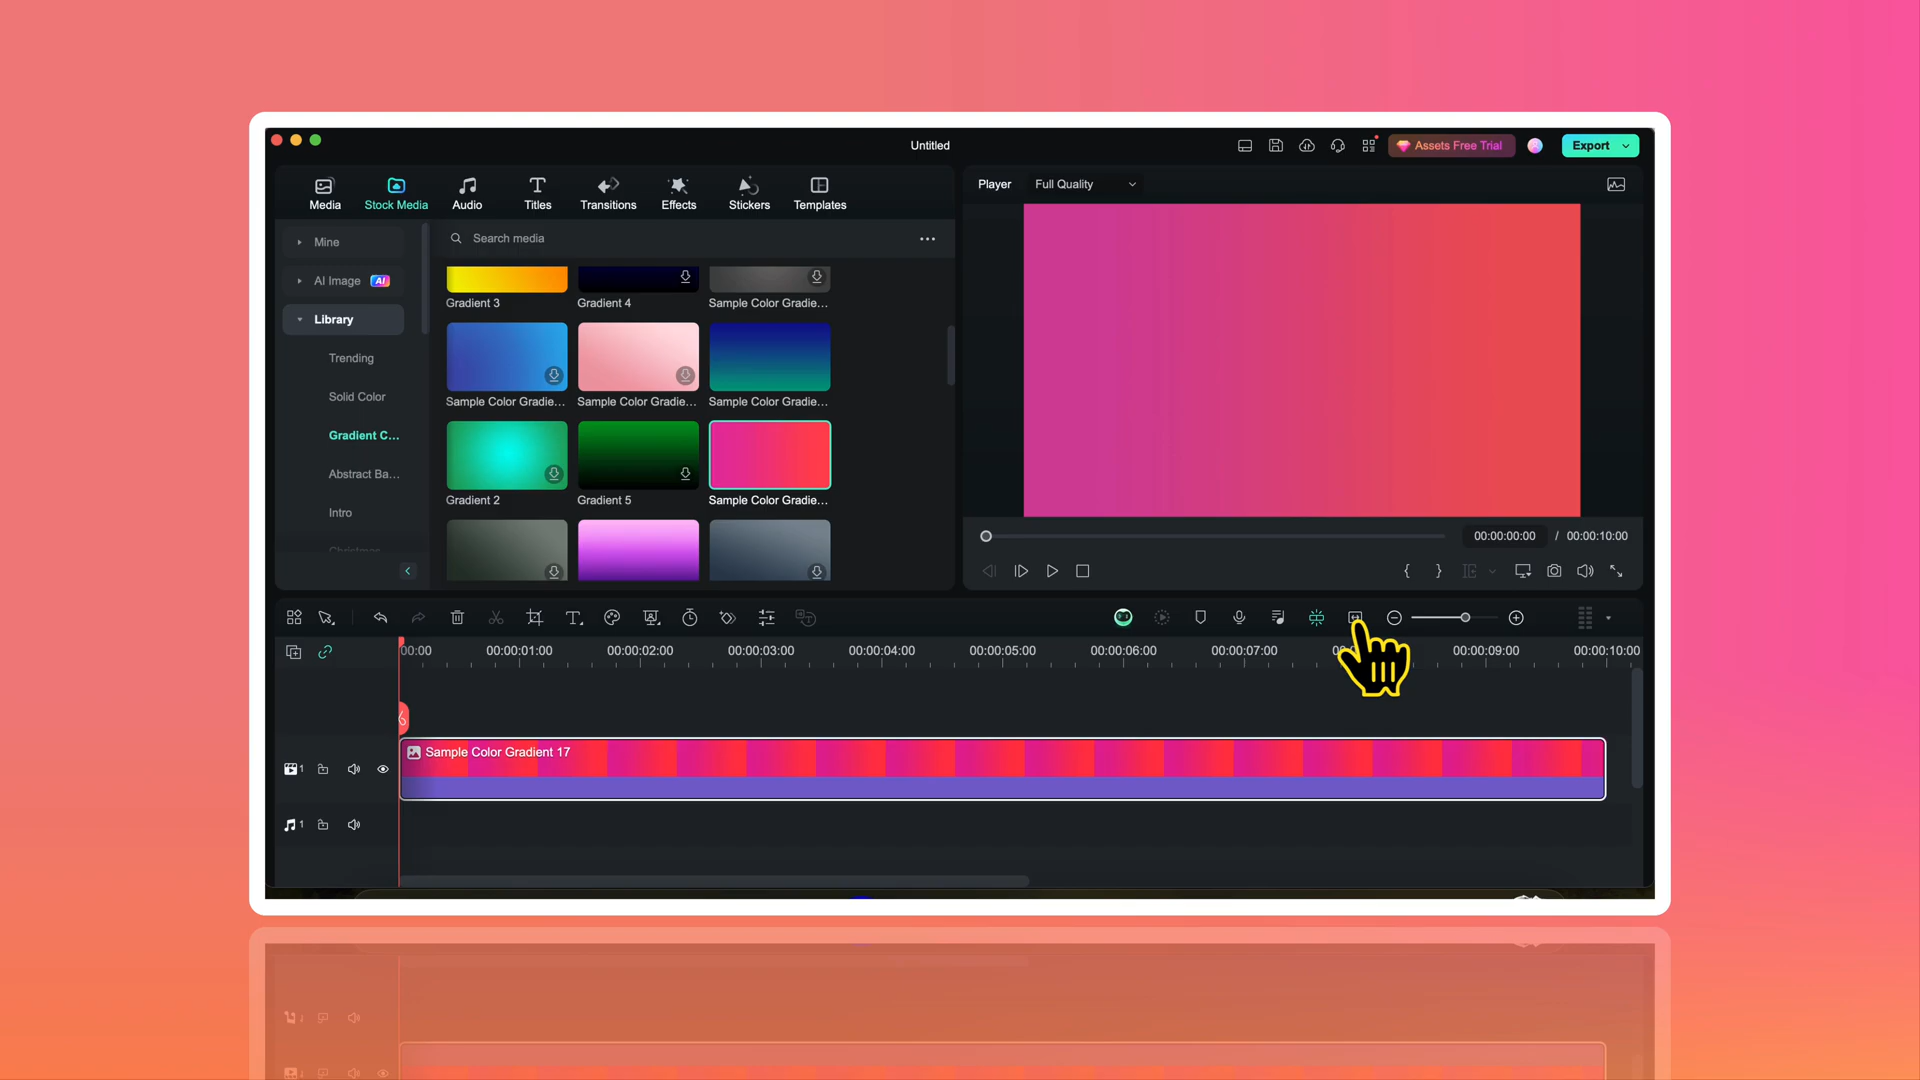 Untitled
Assets Free Trial
Export
Media
Stock Media
Audio
Titles
Transitions
Effects
Stickers
Templates
Player
Full Quality
Mine
AI Image AI
Library
Trending
Solid Color
Gradient C...
Abstract Ba...
Intro
Christmas
Search media
Gradient 3
Gradient 4
Sample Color Gradie...
Sample Color Gradie...
Sample Color Gradie...
Sample Color Gradie...
Gradient 2
Gradient 5
Sample Color Gradie...
00:00:00:00 / 00:00:10:00
00:00
00:00:01:00
00:00:02:00
00:00:03:00
00:00:04:00
00:00:05:00
00:00:06:00
00:00:07:00
00:00:09:00
00:00:10:00
Sample Color Gradient 17
1
1